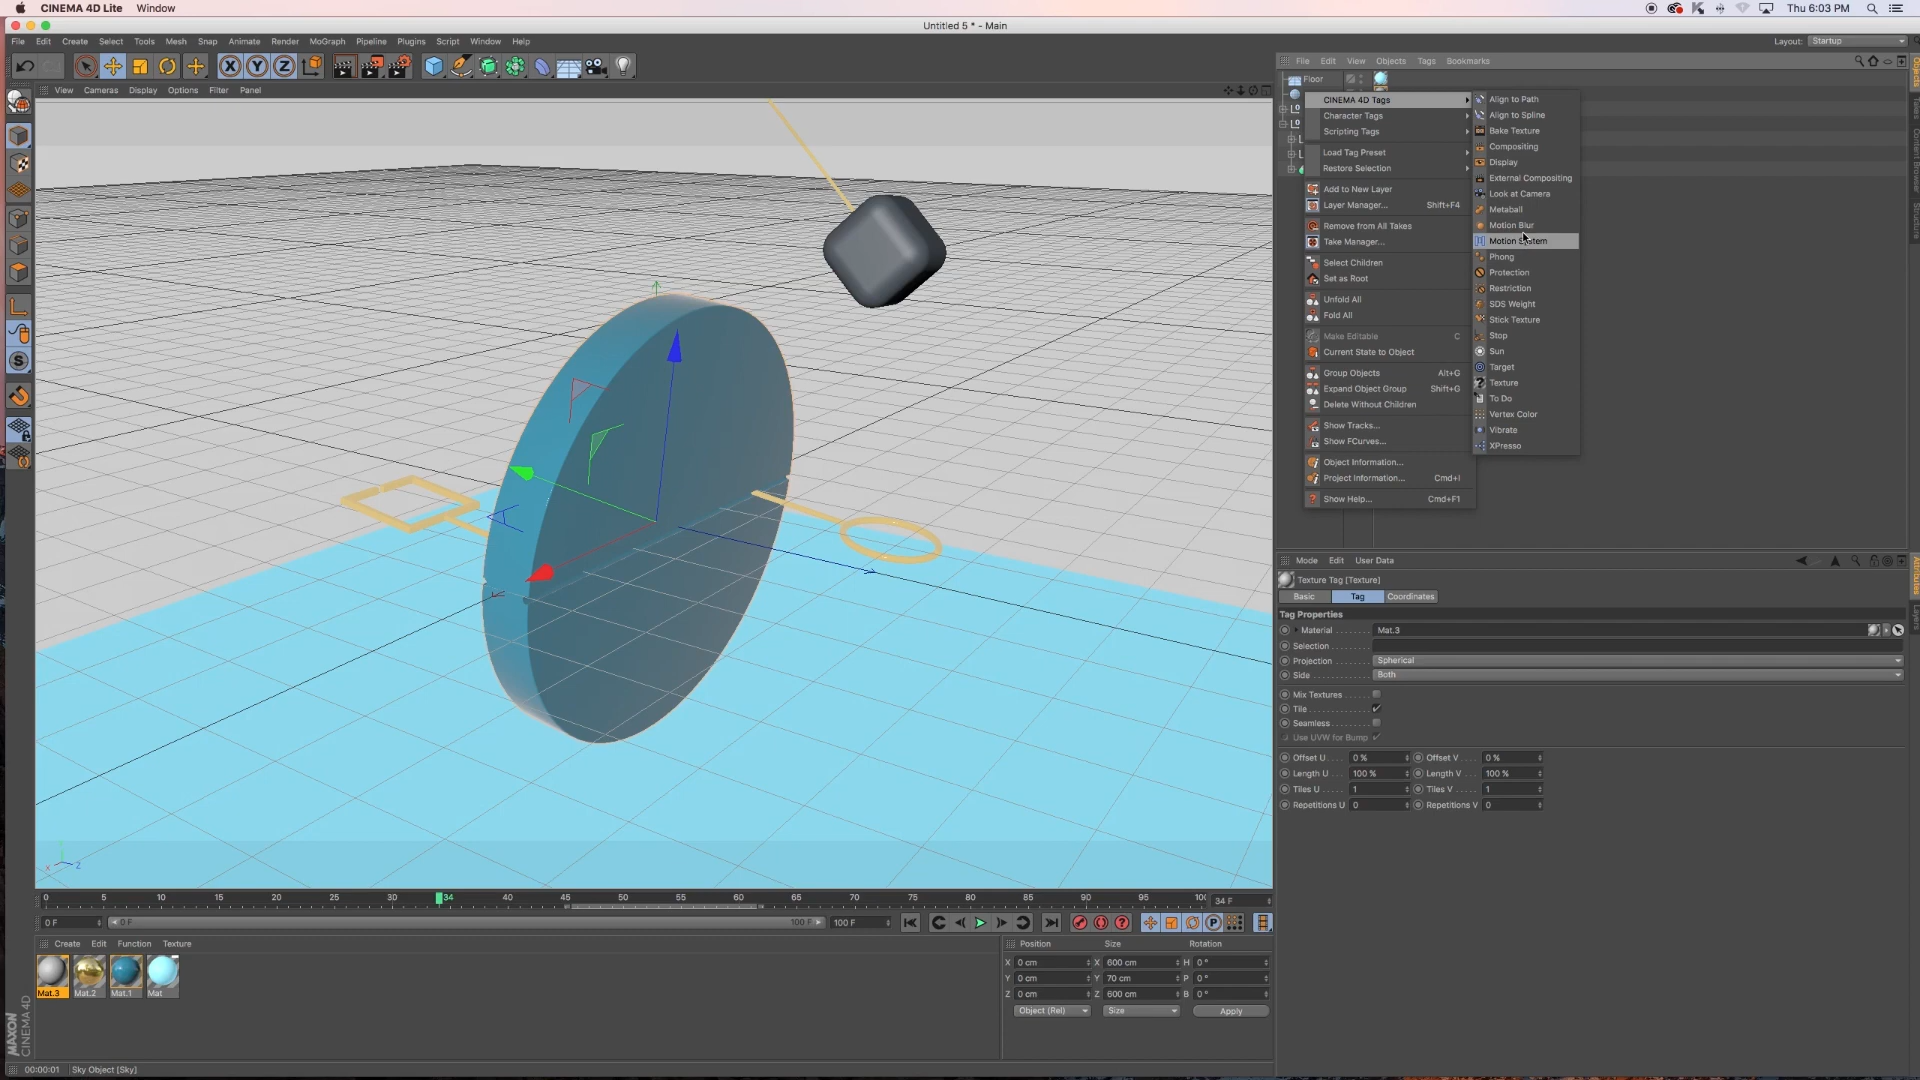 CINEMA 4D Lite Window
Thu 6:03 PM
Untitled 5 * - Main
File Edit Create Select Tools Mesh Snap Animate Render MoGraph Pipeline Plugins Script Window Help
Layout: Startup
File Edit View Objects Tags Bookmarks
View Cameras Display Options Filter Panel
Floor
CINEMA 4D Tags
Character Tags
Scripting Tags
Load Tag Preset
Restore Selection
Add to New Layer
Layer Manager... Shift+F4
Remove from All Takes
Take Manager...
Select Children
Set as Root
Unfold All
Fold All
Make Editable C
Current State to Object
Group Objects Alt+G
Expand Object Group Shift+G
Delete Without Children
Show Tracks...
Show FCurves...
Object Information...
Project Information... Cmd+I
Show Help... Cmd+F1
Align to Path
Align to Spline
Bake Texture
Compositing
Display
External Compositing
Look at Camera
Metaball
Motion Blur
Motion System
Phong
Protection
Restriction
SDS Weight
Stick Texture
Stop
Sun
Target
Texture
To Do
Vertex Color
Vibrate
XPresso
Objects
Takes
Content Browser
Structure
Attributes
Layers
Mode Edit User Data
Texture Tag [Texture]
Basic Tag Coordinates
Tag Properties
Material Mat.3
Selection
Projection Spherical
Side Both
Mix Textures
Tile
Seamless
Use UVW for Bump
Offset U 0 % Offset V 0 %
Length U 100 % Length V 100 %
Tiles U 1 Tiles V 1
Repetitions U 0 Repetitions V 0
0 5 10 15 20 25 30 34 40 45 50 55 60 65 70 75 80 85 90 95 100 34 F
0 F 0 F 100 F 100 F
Create Edit Function Texture
Mat.3 Mat.2 Mat.1 Mat
Position Size Rotation
X 0 cm X 600 cm H 0 °
Y 0 cm Y 70 cm P 0 °
Z 0 cm Z 600 cm B 0 °
Object (Rel) Size Apply
MAXON
CINEMA 4D
00:00:01 Sky Object [Sky]